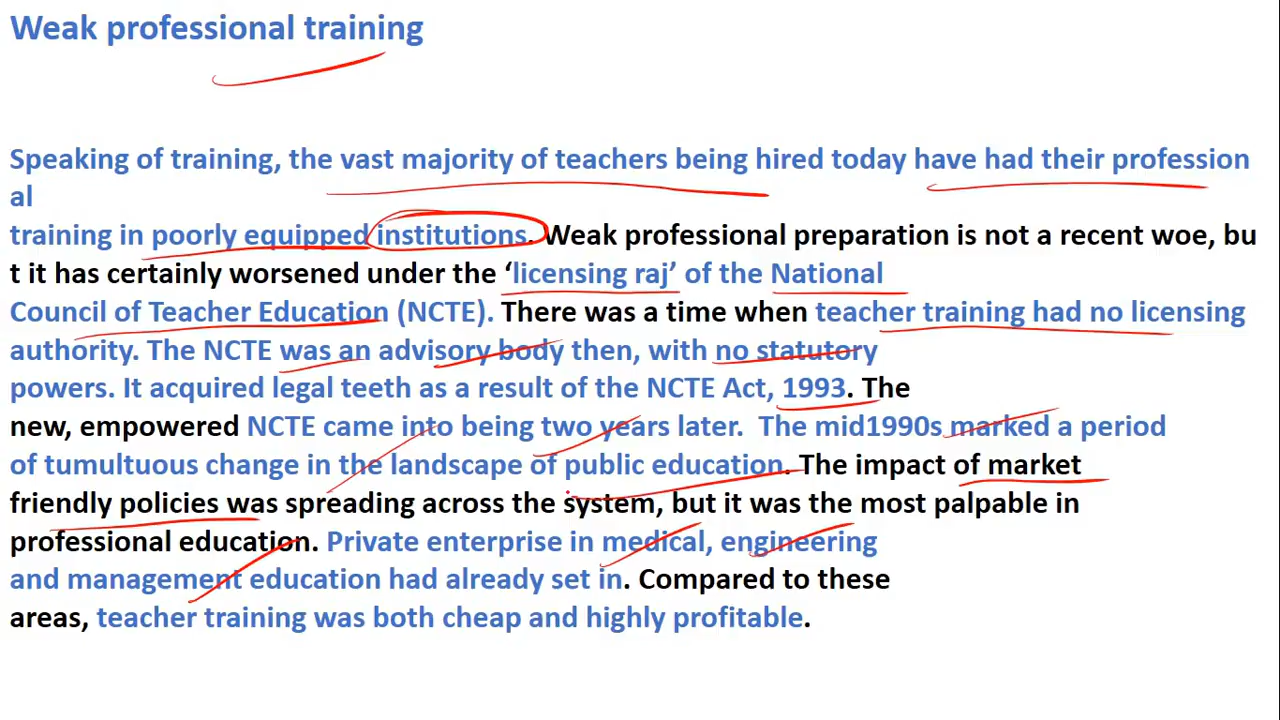 Weak professional training
Speaking of training, the vast majority of teachers being hired today have had their profession
al
training in poorly equipped institutions. Weak professional preparation is not a recent woe, bu
t it has certainly worsened under the ‘licensing raj’ of the National
Council of Teacher Education (NCTE). There was a time when teacher training had no licensing
authority. The NCTE was an advisory body then, with no statutory
powers. It acquired legal teeth as a result of the NCTE Act, 1993. The
new, empowered NCTE came into being two years later. The mid1990s marked a period
of tumultuous change in the landscape of public education. The impact of market
friendly policies was spreading across the system, but it was the most palpable in
professional education. Private enterprise in medical, engineering
and management education had already set in. Compared to these
areas, teacher training was both cheap and highly profitable.